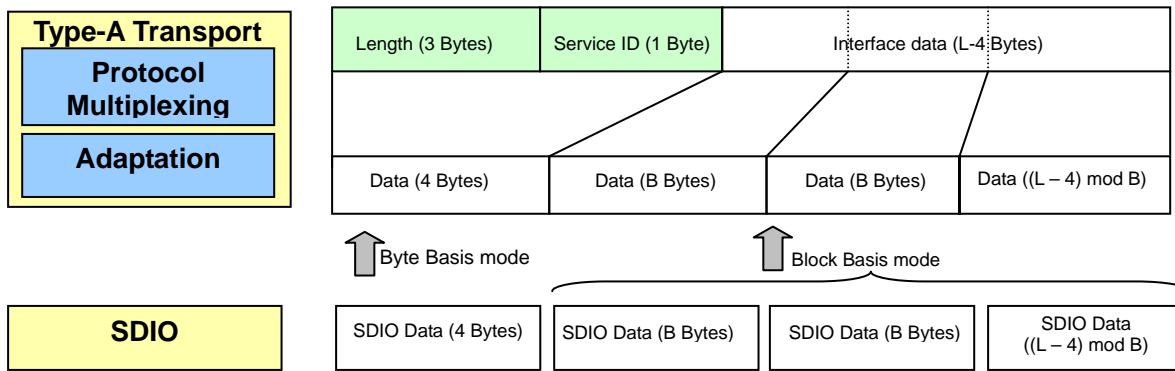 Type-A Transport
Protocol
Multiplexing
Adaptation
Length (3 Bytes)
Service ID (1 Byte)
Interface data (L-4 Bytes)
Data (4 Bytes)
Data (B Bytes)
Data (B Bytes)
Data ((L – 4) mod B)
Byte Basis mode
Block Basis mode
SDIO
SDIO Data (4 Bytes)
SDIO Data (B Bytes)
SDIO Data (B Bytes)
SDIO Data
((L – 4) mod B)